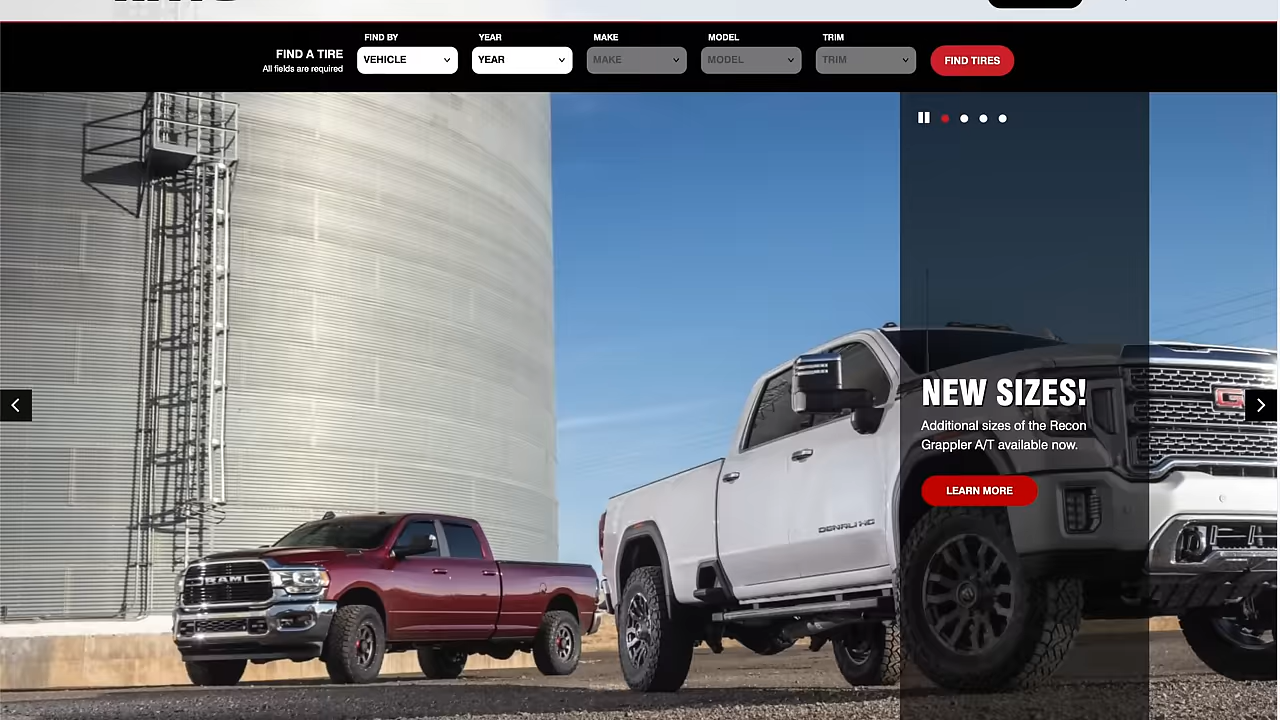 FIND A TIRE
All fields are required
FIND BY
VEHICLE
YEAR
YEAR
MAKE
MAKE
MODEL
MODEL
TRIM
TRIM
FIND TIRES
NEW SIZES!
Additional sizes of the Recon
Grappler A/T available now.
LEARN MORE
RAM
DENALI HD